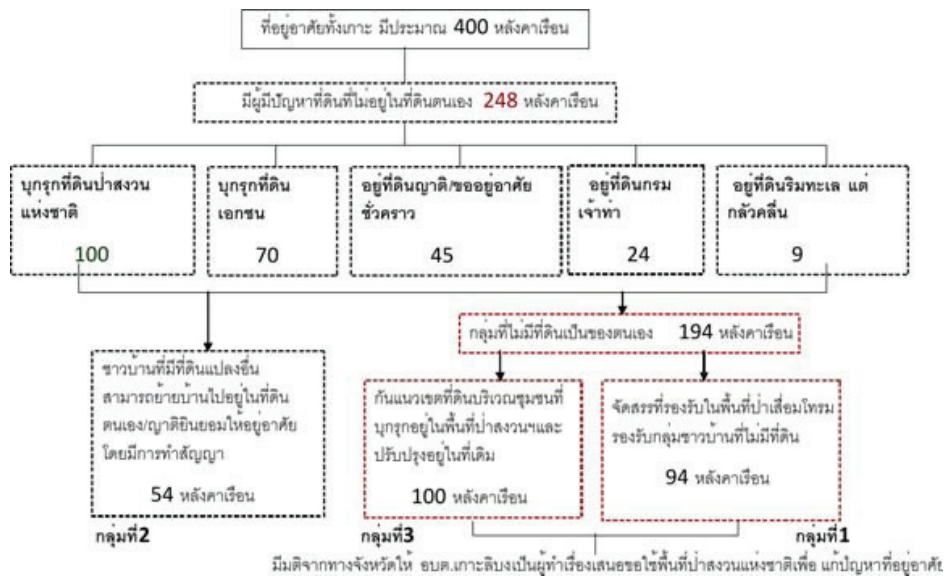 ที่อยู่อาศัยทั้งเกาะ มีประมาณ 400 หลังคาเรือน
มีผู้มีปัญหาที่ดินที่ไม่อยู่ในที่ดินตนเอง 248 หลังคาเรือน
บุกรุกที่ดินป่าสงวน
แห่งชาติ
100
บุกรุกที่ดิน
เอกชน
70
อยู่ที่ดินญาติ/ขออยู่อาศัย
ชั่วคราว
45
อยู่ที่ดินกรม
เจ้าท่า
24
อยู่ที่ดินริมทะเล แต่
กลัวคลื่น
9
กลุ่มที่ไม่มีที่ดินเป็นของตนเอง 194 หลังคาเรือน
ชาวบ้านที่มีที่ดินแปลงอื่น
สามารถย้ายบ้านไปอยู่ในที่ดิน
ตนเอง/ญาติยินยอมให้อยู่อาศัย
โดยมีการทำสัญญา
54 หลังคาเรือน
กลุ่มที่2
กันแนวเขตที่ดินบริเวณชุมชนที่
บุกรุกอยู่ในพื้นที่ป่าสงวนฯและ
ปรับปรุงอยู่ในที่เดิม
100 หลังคาเรือน
กลุ่มที่3
จัดสรรที่รองรับในพื้นที่ป่าเสื่อมโทรม
รองรับกลุ่มชาวบ้านที่ไม่มีที่ดิน
94 หลังคาเรือน
กลุ่มที่1
มีมติจากทางจังหวัดให้ อบต.เกาะลิบงเป็นผู้ทำเรื่องเสนอขอใช้พื้นที่ป่าสงวนแห่งชาติเพื่อ แก้ปัญหาที่อยู่อาศัย